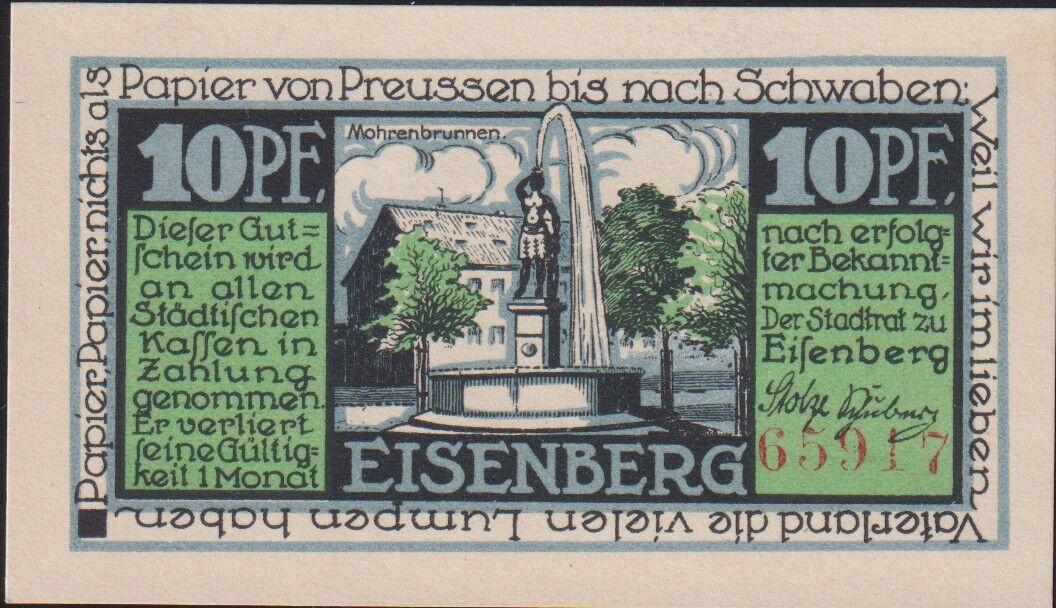 Papier, Papier, nichts als
Papier von Preussen bis nach Schwaben;
Weil wir im lieben
Vaterland die vielen Lumpen haben.
10 PF.
Mohrenbrunnen.
10 PF.
Dieſer Gut=
ſchein wird
an allen
Städtiſchen
Kaſſen in
Zahlung
genommen.
Er verliert
ſeine Gültig=
keit 1 Monat
nach erfolg=
ter Bekannt=
machung.
Der Stadtrat zu
Eiſenberg
Stolze
65917
EISENBERG